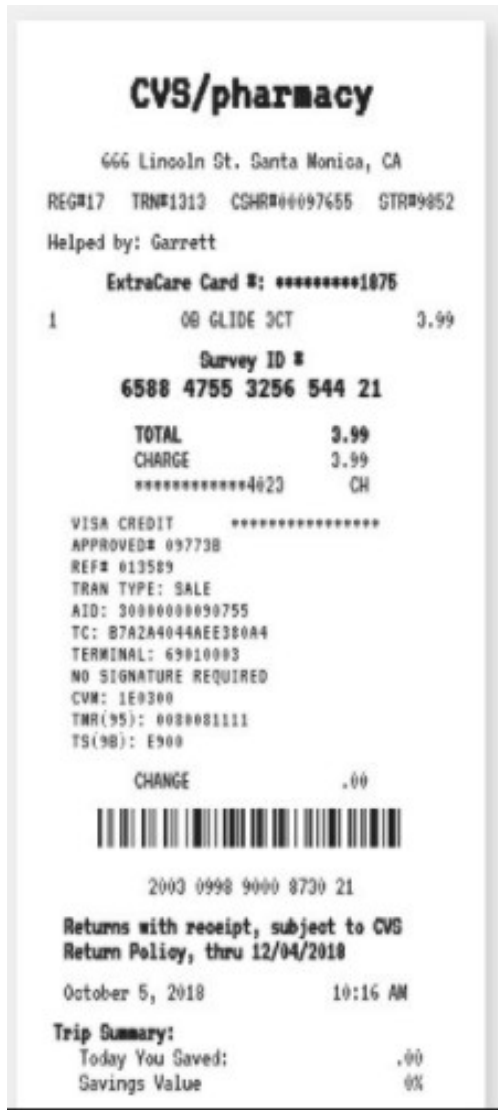 CVS/pharmacy
666 Lincoln St. Santa Monica, CA
REG#17 TRN#1313 CSHR#00097655 STR#9852
Helped by: Garrett
ExtraCare Card #: *********1875
1 OB GLIDE 3CT 3.99
Survey ID #
6588 4755 3256 544 21
TOTAL 3.99
CHARGE 3.99
************4023 CH
VISA CREDIT ****************
APPROVED# 09773B
REF# 013589
TRAN TYPE: SALE
AID: 30000000090755
TC: B7A2A4044AEE380A4
TERMINAL: 69010003
NO SIGNATURE REQUIRED
CVM: 1E0300
TMR(95): 0080081111
TS(9B): E900
CHANGE .00
2003 0998 9000 8730 21
Returns with receipt, subject to CVS
Return Policy, thru 12/04/2018
October 5, 2018 10:16 AM
Trip Summary:
Today You Saved: .00
Savings Value 0%